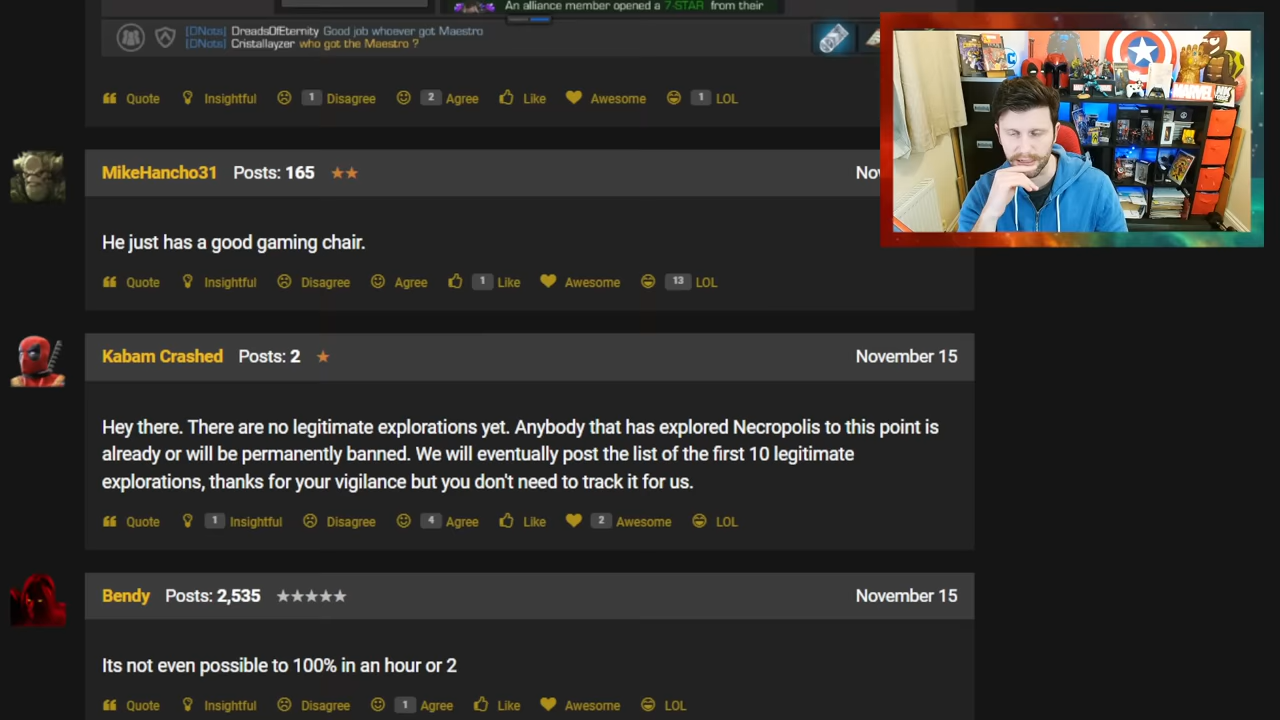 An alliance member opened a 7-STAR from their
[DNots] DreadsOfEternity Good job whoever got Maestro
[DNots] Cristallayzer who got the Maestro ?
Quote Insightful 1 Disagree 2 Agree Like Awesome 1 LOL
MikeHancho31 Posts: 165 No
He just has a good gaming chair.
Quote Insightful Disagree Agree 1 Like Awesome 13 LOL
Kabam Crashed Posts: 2 November 15
Hey there. There are no legitimate explorations yet. Anybody that has explored Necropolis to this point is
already or will be permanently banned. We will eventually post the list of the first 10 legitimate
explorations, thanks for your vigilance but you don't need to track it for us.
Quote 1 Insightful Disagree 4 Agree Like 2 Awesome LOL
Bendy Posts: 2,535 November 15
Its not even possible to 100% in an hour or 2
Quote Insightful Disagree 1 Agree Like Awesome LOL
MARVEL
MK